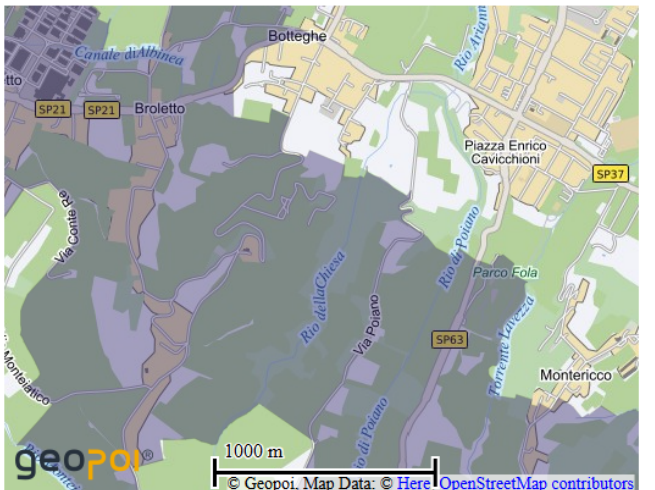 Botteghe
Canale di Albinea
Rio Arianna
tto
SP21
SP21
Broletto
Piazza Enrico
Cavicchioni
SP37
Via Conte Re
Rio di Poiano
Parco Fola
Rio della Chiesa
Via Poiano
SP63
Torrente Lavezza
Montericco
Monteiatico
Rio di Poiano
geopoi®
1000 m
© Geopoi, Map Data: © Here OpenStreetMap contributors